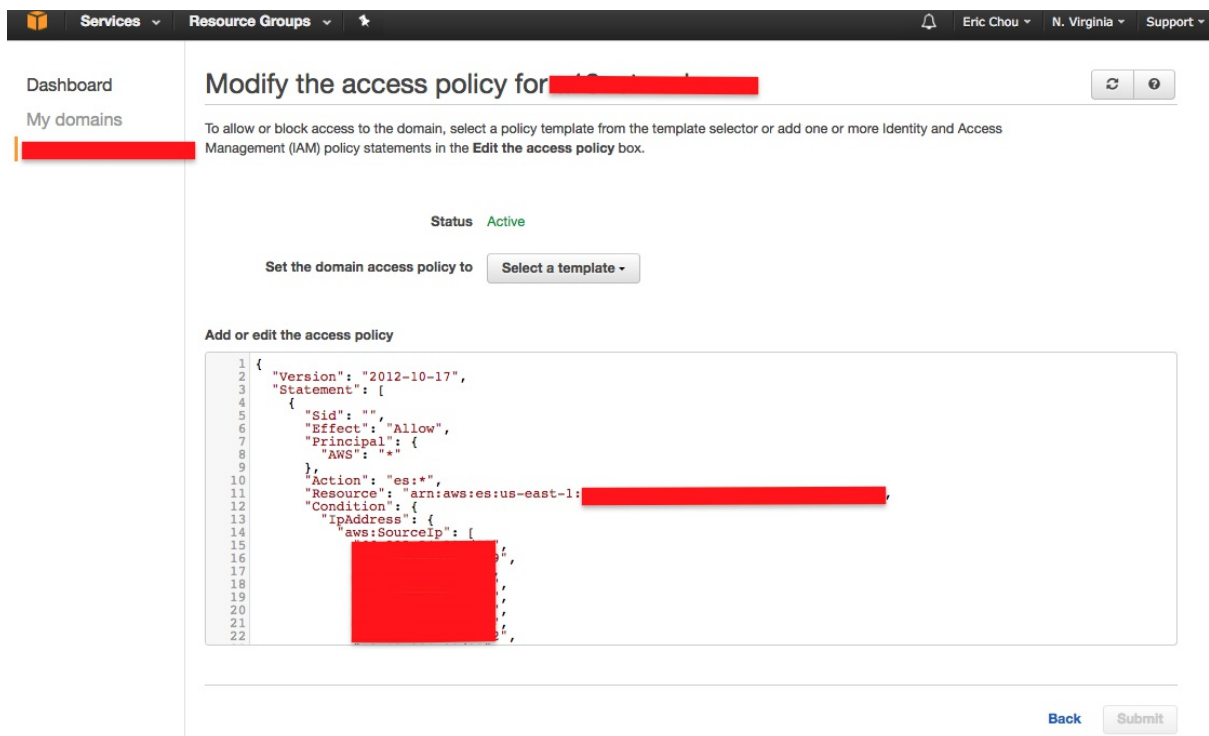 Services Resource Groups Eric Chou N. Virginia Support
Dashboard
My domains
Modify the access policy for
To allow or block access to the domain, select a policy template from the template selector or add one or more Identity and Access
Management (IAM) policy statements in the Edit the access policy box.
Status Active
Set the domain access policy to Select a template
Add or edit the access policy
1 {
2 "Version": "2012-10-17",
3 "Statement": [
4 {
5 "Sid": "",
6 "Effect": "Allow",
7 "Principal": {
8 "AWS": "*"
9 },
10 "Action": "es:*",
11 "Resource": "arn:aws:es:us-east-1: ,
12 "Condition": {
13 "IpAddress": {
14 "aws:SourceIp": [
15 ",
16 ",
17
18 ,
19 ",
20 ",
21 ,
22 ",
Back Submit